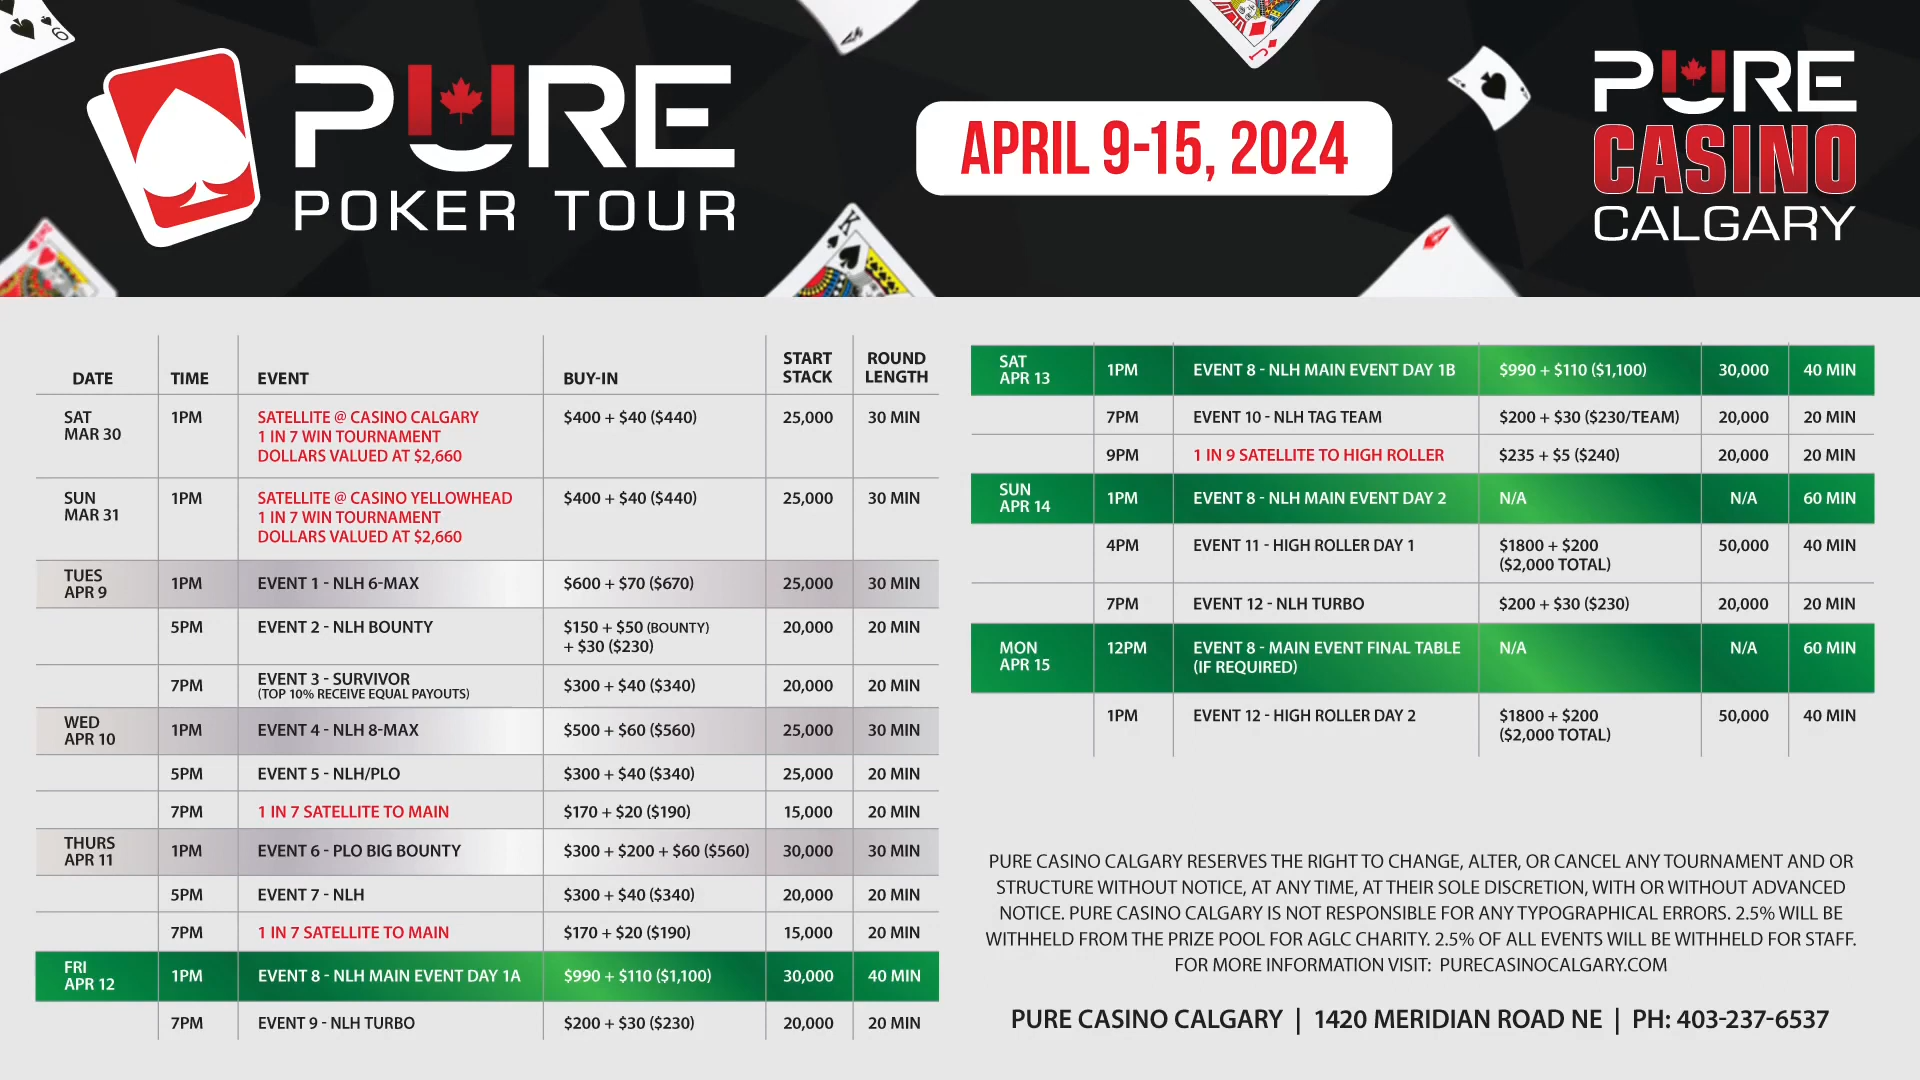 PURE
POKER TOUR
APRIL 9-15, 2024
PURE
CASINO
CALGARY
DATE TIME EVENT BUY-IN START STACK ROUND LENGTH
SAT MAR 30 1PM SATELLITE @ CASINO CALGARY $400 + $40 ($440) 25,000 30 MIN
1 IN 7 WIN TOURNAMENT
DOLLARS VALUED AT $2,660
SUN MAR 31 1PM SATELLITE @ CASINO YELLOWHEAD $400 + $40 ($440) 25,000 30 MIN
1 IN 7 WIN TOURNAMENT
DOLLARS VALUED AT $2,660
TUES APR 9 1PM EVENT 1 - NLH 6-MAX $600 + $70 ($670) 25,000 30 MIN
5PM EVENT 2 - NLH BOUNTY $150 + $50 (BOUNTY) 20,000 20 MIN
+ $30 ($230)
7PM EVENT 3 - SURVIVOR $300 + $40 ($340) 20,000 20 MIN
(TOP 10% RECEIVE EQUAL PAYOUTS)
WED APR 10 1PM EVENT 4 - NLH 8-MAX $500 + $60 ($560) 25,000 30 MIN
5PM EVENT 5 - NLH/PLO $300 + $40 ($340) 25,000 20 MIN
7PM 1 IN 7 SATELLITE TO MAIN $170 + $20 ($190) 15,000 20 MIN
THURS APR 11 1PM EVENT 6 - PLO BIG BOUNTY $300 + $200 + $60 ($560) 30,000 30 MIN
5PM EVENT 7 - NLH $300 + $40 ($340) 20,000 20 MIN
7PM 1 IN 7 SATELLITE TO MAIN $170 + $20 ($190) 15,000 20 MIN
FRI APR 12 1PM EVENT 8 - NLH MAIN EVENT DAY 1A $990 + $110 ($1,100) 30,000 40 MIN
7PM EVENT 9 - NLH TURBO $200 + $30 ($230) 20,000 20 MIN
SAT APR 13 1PM EVENT 8 - NLH MAIN EVENT DAY 1B $990 + $110 ($1,100) 30,000 40 MIN
7PM EVENT 10 - NLH TAG TEAM $200 + $30 ($230/TEAM) 20,000 20 MIN
9PM 1 IN 9 SATELLITE TO HIGH ROLLER $235 + $5 ($240) 20,000 20 MIN
SUN APR 14 1PM EVENT 8 - NLH MAIN EVENT DAY 2 N/A N/A 60 MIN
4PM EVENT 11 - HIGH ROLLER DAY 1 $1800 + $200 50,000 40 MIN
($2,000 TOTAL)
7PM EVENT 12 - NLH TURBO $200 + $30 ($230) 20,000 20 MIN
MON APR 15 12PM EVENT 8 - MAIN EVENT FINAL TABLE N/A N/A 60 MIN
(IF REQUIRED)
1PM EVENT 12 - HIGH ROLLER DAY 2 $1800 + $200 50,000 40 MIN
($2,000 TOTAL)
PURE CASINO CALGARY RESERVES THE RIGHT TO CHANGE, ALTER, OR CANCEL ANY TOURNAMENT AND OR
STRUCTURE WITHOUT NOTICE, AT ANY TIME, AT THEIR SOLE DISCRETION, WITH OR WITHOUT ADVANCED
NOTICE. PURE CASINO CALGARY IS NOT RESPONSIBLE FOR ANY TYPOGRAPHICAL ERRORS. 2.5% WILL BE
WITHHELD FROM THE PRIZE POOL FOR AGLC CHARITY. 2.5% OF ALL EVENTS WILL BE WITHHELD FOR STAFF.
FOR MORE INFORMATION VISIT: PURECASINOCALGARY.COM
PURE CASINO CALGARY | 1420 MERIDIAN ROAD NE | PH: 403-237-6537